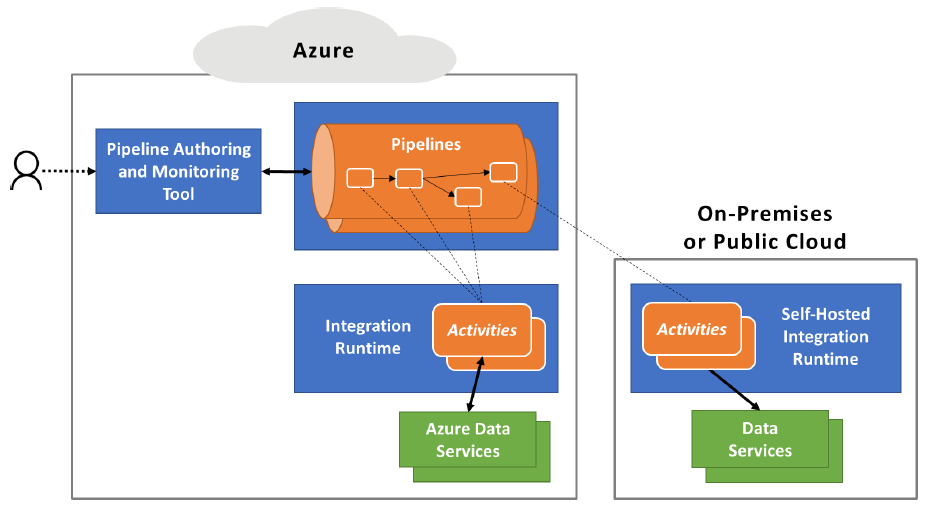 Azure
Pipeline Authoring
and Monitoring
Tool
Pipelines
On-Premises
or Public Cloud
Integration
Runtime
Activities
Activities
Self-Hosted
Integration
Runtime
Azure Data
Services
Data
Services